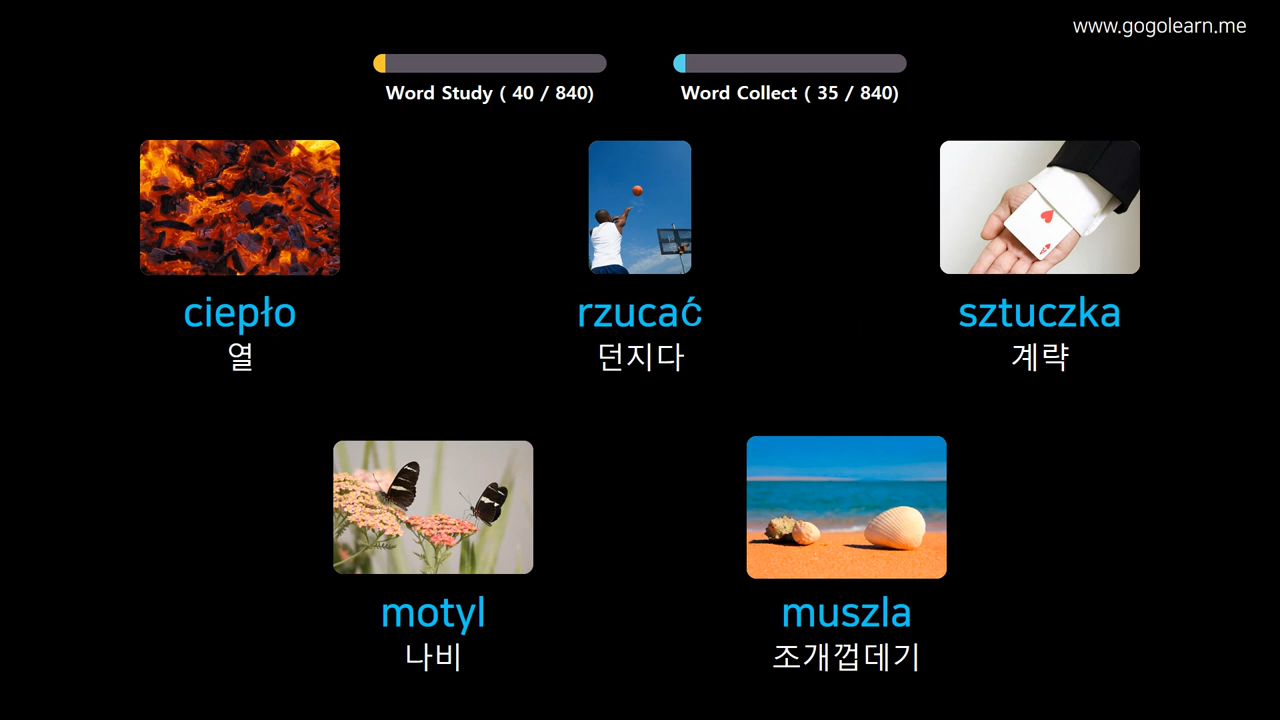 www.gogolearn.me
Word Study ( 40 / 840)
Word Collect ( 35 / 840)
ciepło
열
rzucać
던지다
sztuczka
계략
motyl
나비
muszla
조개껍데기